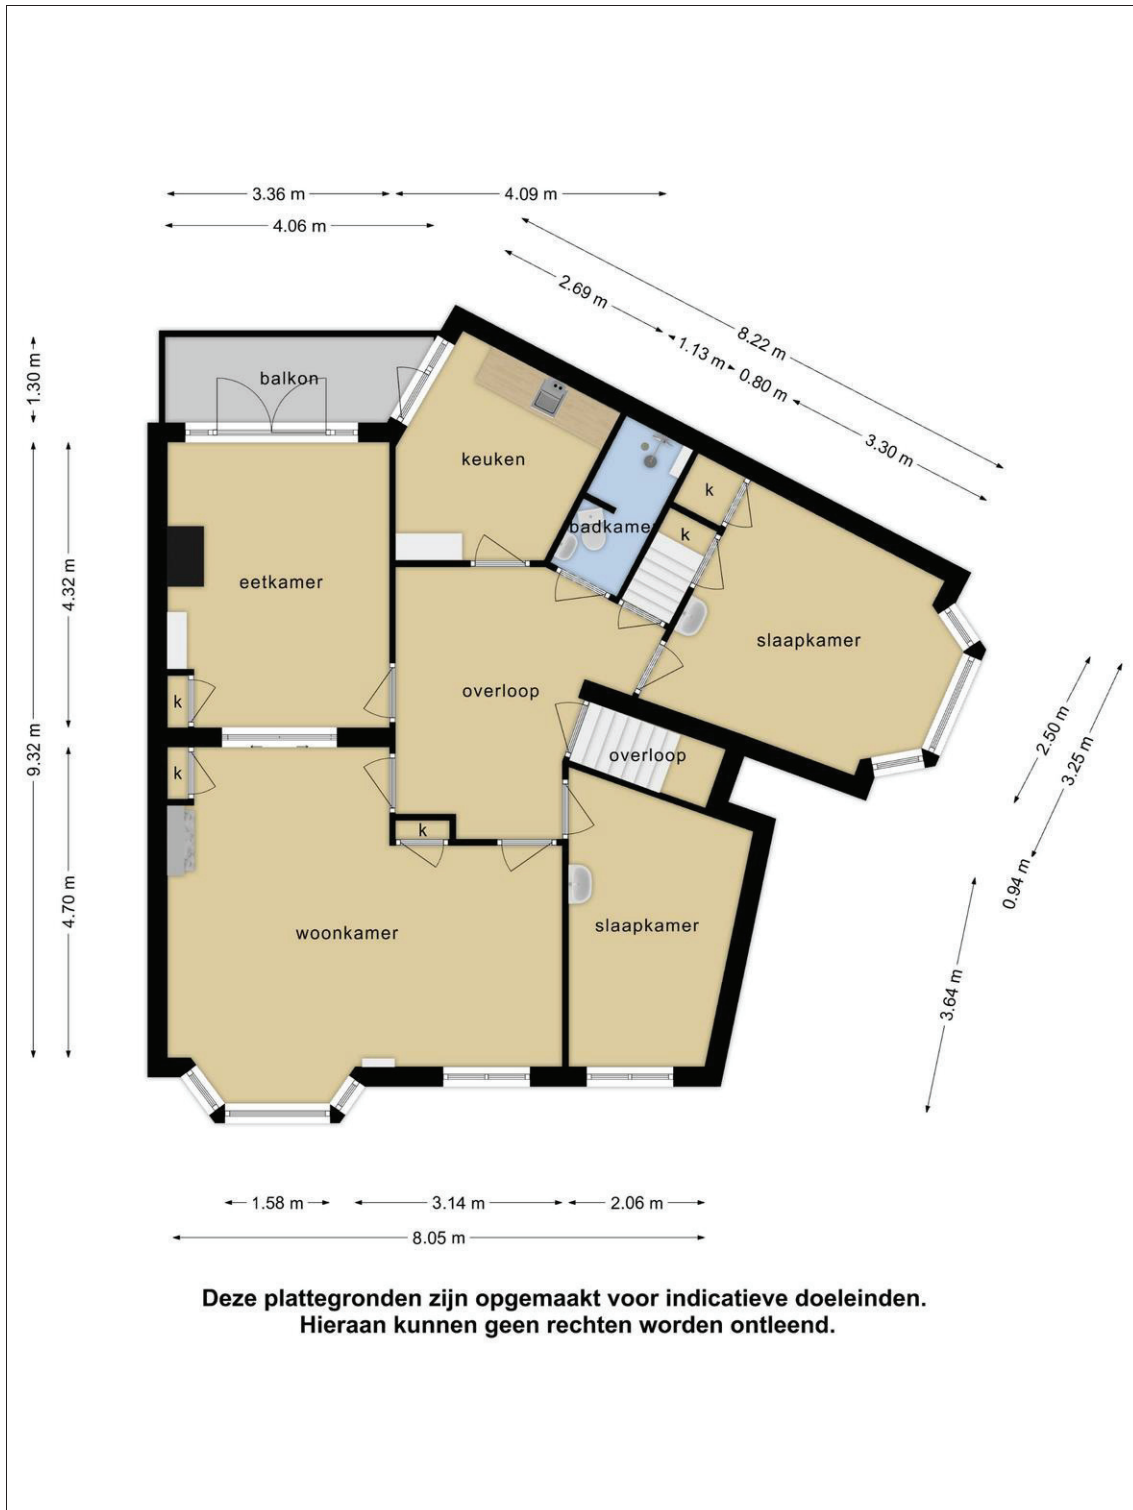 3.36 m
4.09 m
4.06 m
2.69 m
8.22 m
1.13 m
0.80 m
3.30 m
1.30 m
balkon
keuken
k
k
badkamer
eetkamer
4.32 m
slaapkamer
overloop
k
9.32 m
overloop
2.50 m
3.25 m
k
k
0.94 m
4.70 m
woonkamer
slaapkamer
3.64 m
1.58 m
3.14 m
2.06 m
8.05 m
Deze plattegronden zijn opgemaakt voor indicatieve doeleinden.
Hieraan kunnen geen rechten worden ontleend.